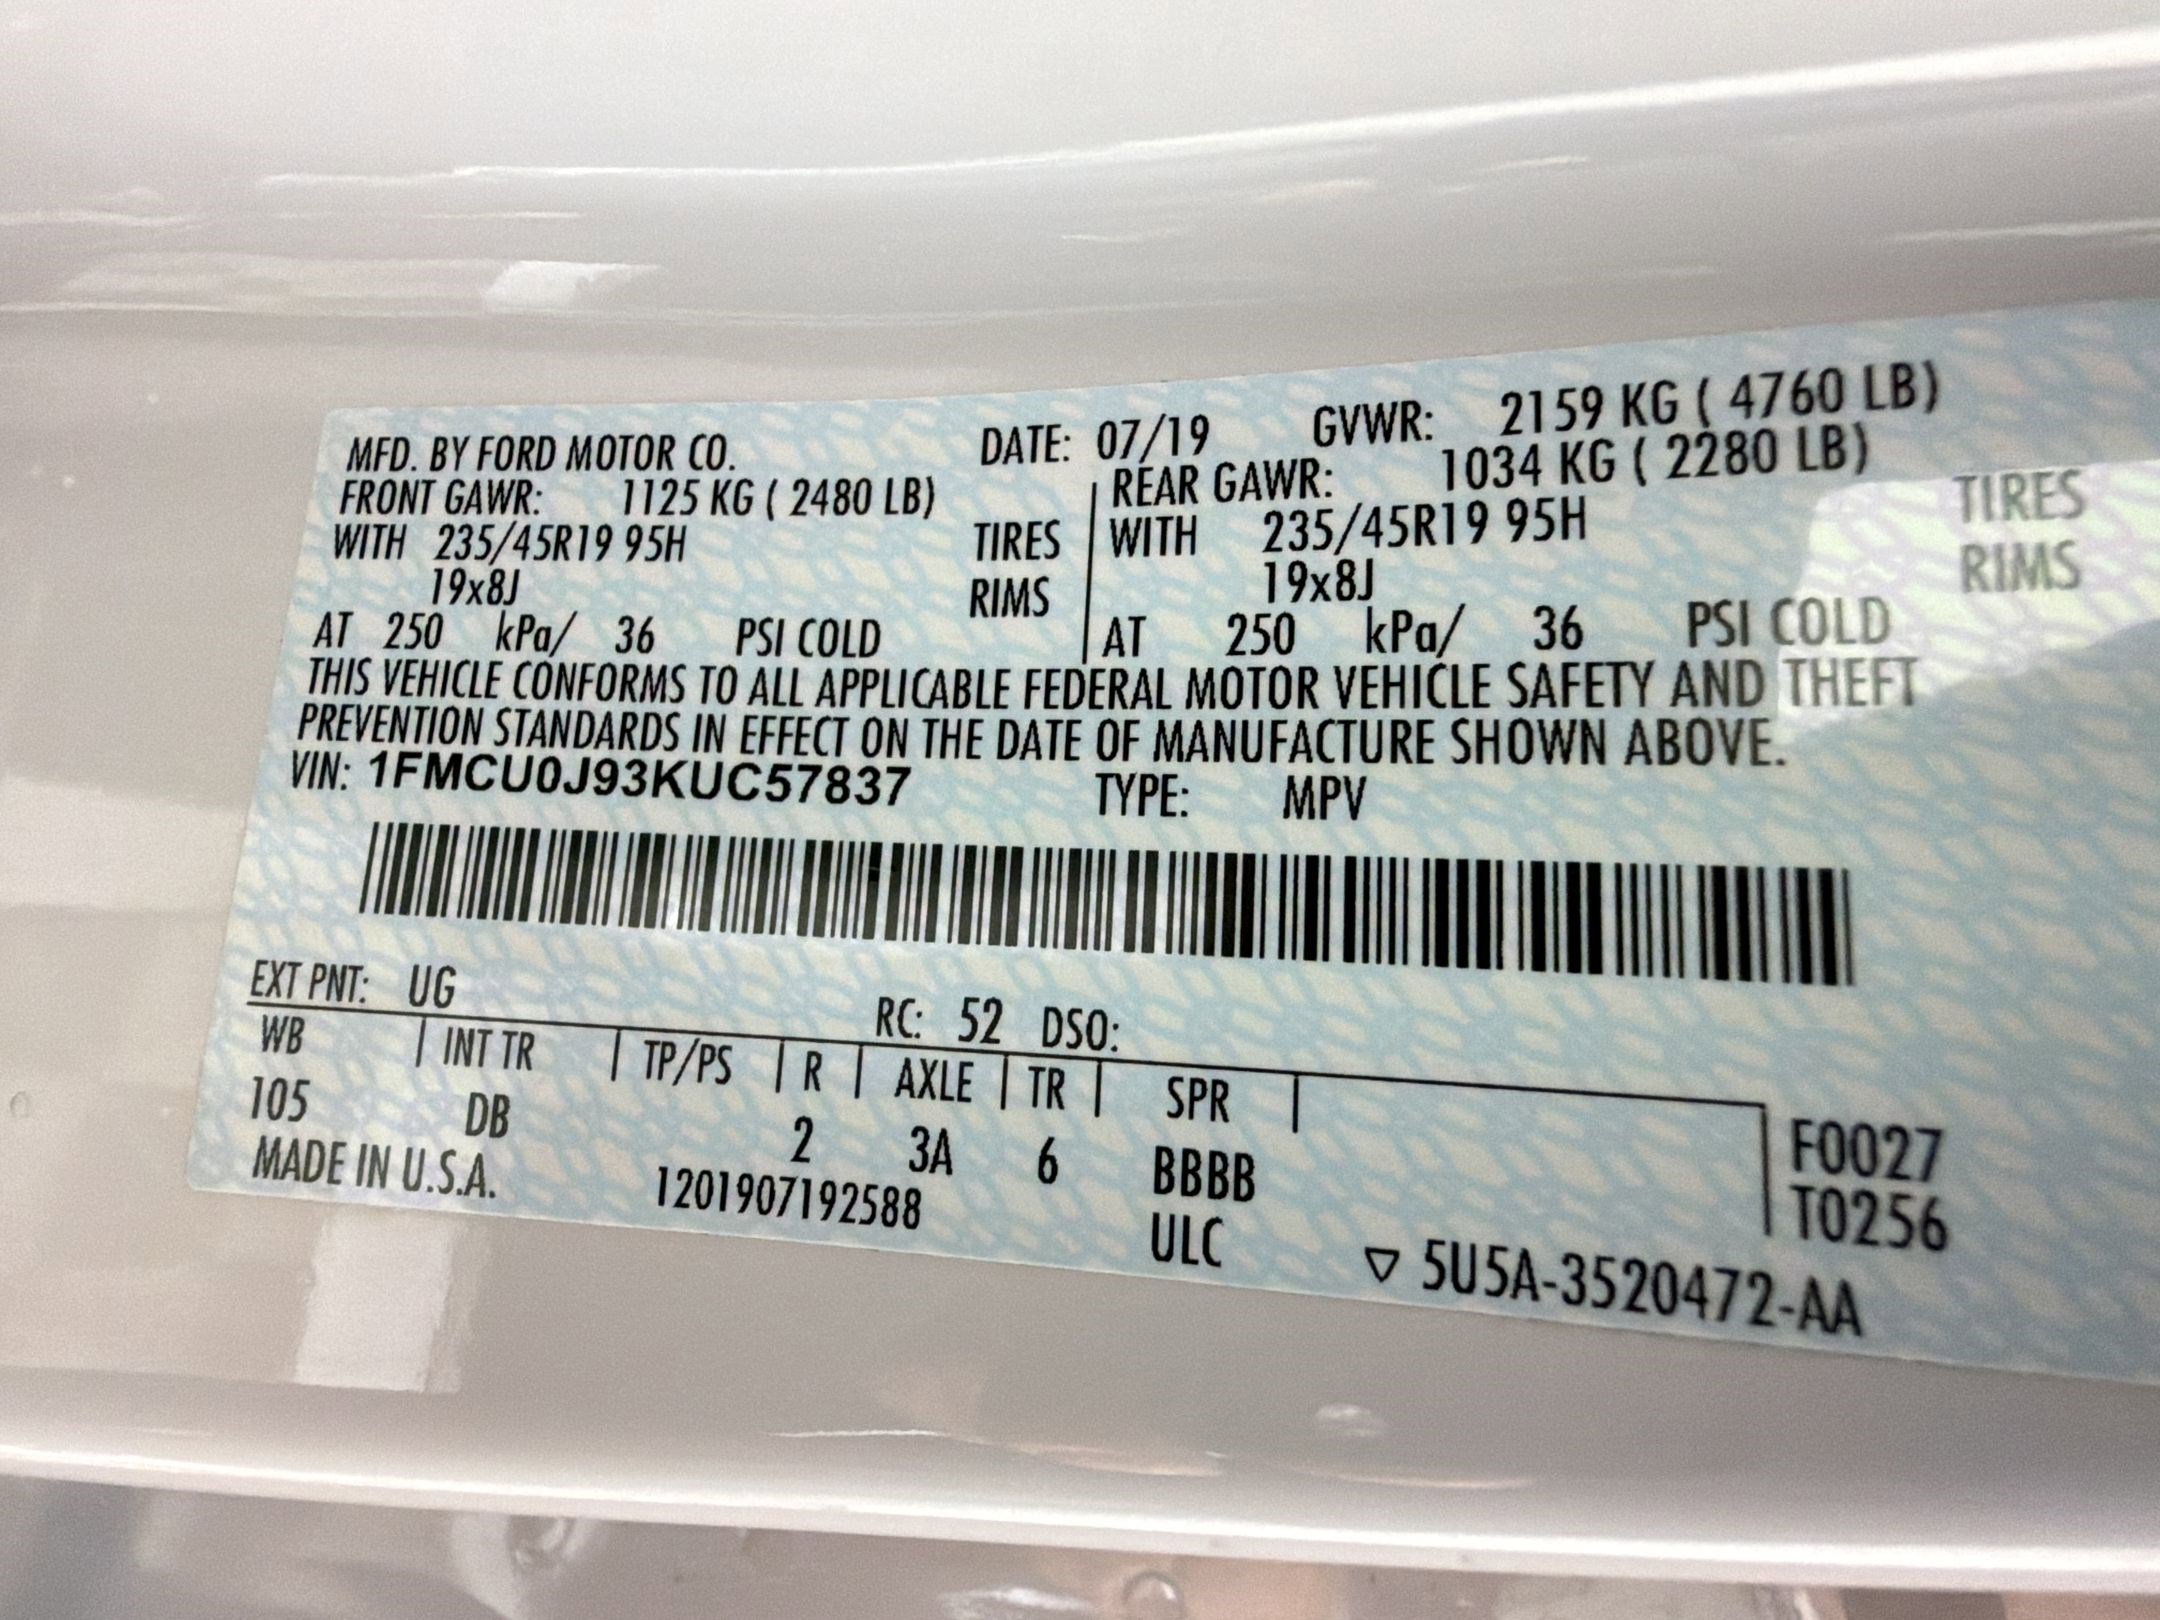 MFD. BY FORD MOTOR CO. DATE: 07/19 GVWR: 2159 KG ( 4760 LB)
FRONT GAWR: 1125 KG ( 2480 LB) REAR GAWR: 1034 KG ( 2280 LB)
WITH 235/45R19 95H TIRES WITH 235/45R19 95H TIRES
19x8J RIMS 19x8J RIMS
AT 250 kPa/ 36 PSI COLD AT 250 kPa/ 36 PSI COLD
THIS VEHICLE CONFORMS TO ALL APPLICABLE FEDERAL MOTOR VEHICLE SAFETY AND THEFT
PREVENTION STANDARDS IN EFFECT ON THE DATE OF MANUFACTURE SHOWN ABOVE.
VIN: 1FMCU0J93KUC57837 TYPE: MPV
EXT PNT: UG RC: 52 DSO:
WB INT TR TP/PS R AXLE TR SPR
105 DB 2 3A 6 BBBB F0027
MADE IN U.S.A. 1201907192588 ULC T0256
▽ 5U5A-3520472-AA